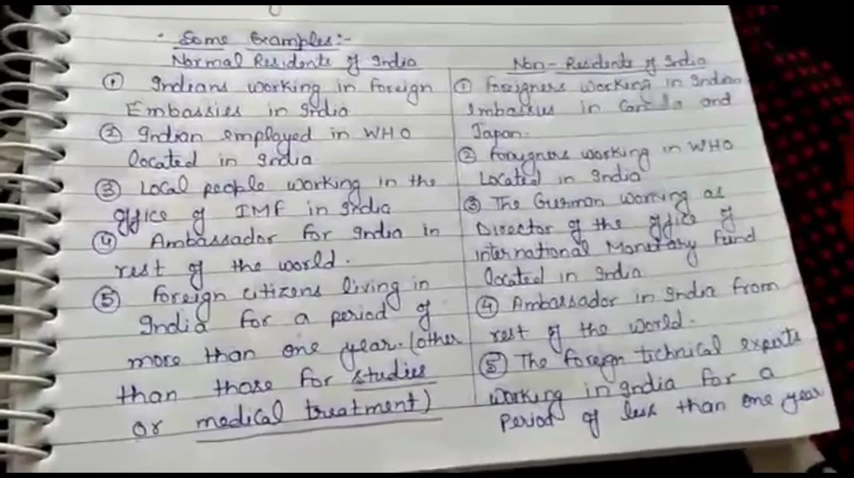 · Some Examples:-
Normal Residents of India
① Indians working in foreign
Embassies in India
② Indian employed in WHO
located in India
③ Local people working in the
office of IMF in India
④ Ambassador for India in
rest of the world.
⑤ Foreign citizens living in
India for a period of
more than one year. (other
than those for studies
or medical treatment)
Non-Residents of India
① Foreigners working in Indian
Embassies in Canada and
Japan.
② Foreigners working in WHO
Located in India
③ The German working as
Director of the office of
international Monetary Fund
located in India
④ Ambassador in India from
rest of the world.
⑤ The foreign technical experts
working in India for a
period of less than one year